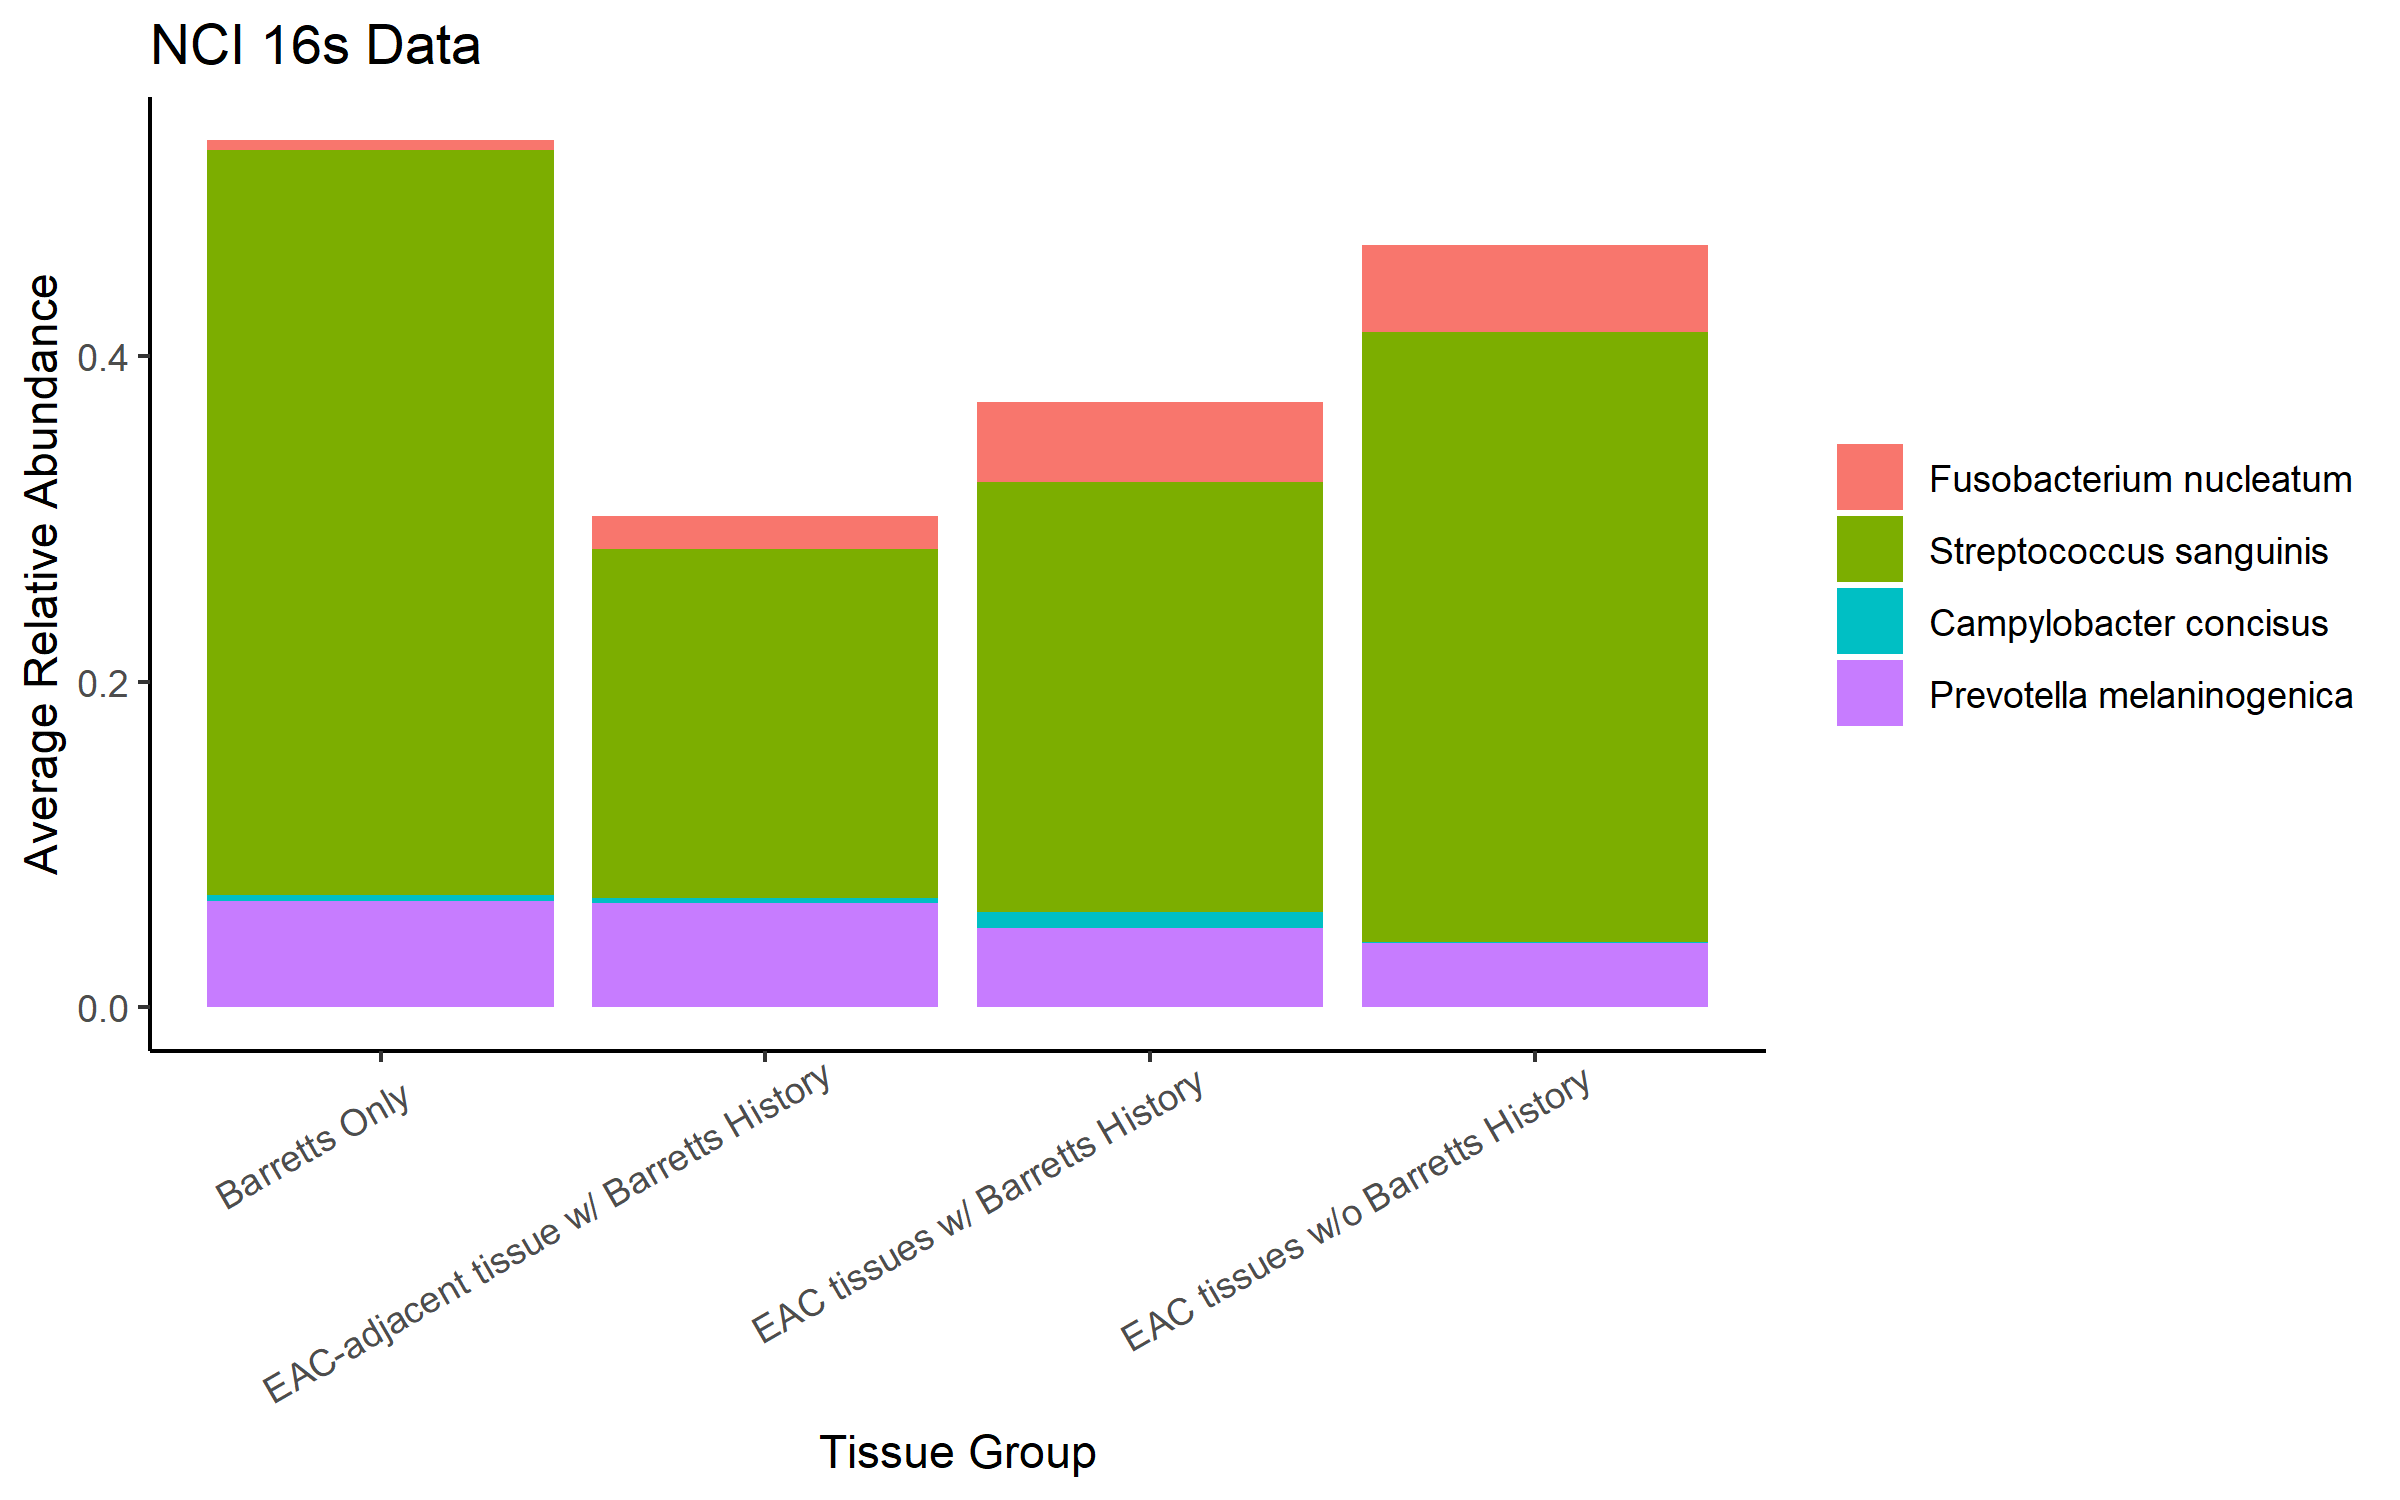 NCI 16s Data
Average Relative Abundance
0.4
0.2
0.0
Fusobacterium nucleatum
Streptococcus sanguinis
Campylobacter concisus
Prevotella melaninogenica
Barretts Only
EAC-adjacent tissue w/ Barretts History
EAC tissues w/ Barretts History
EAC tissues w/o Barretts History
Tissue Group